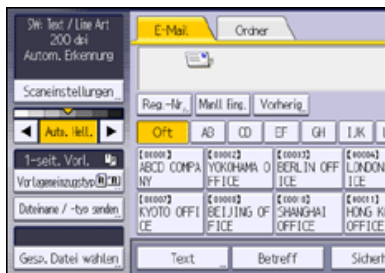 SW: Text / Line Art
200 dpi
Autom. Erkennung
Scaneinstellungen
Auto. Hell.
1-seit. Vorl.
Vorlageneinzugstyp
Dateiname / -typ senden
Gesp. Datei wählen
E-Mail
Ordner
Reg.-Nr.
Manll Eing.
Vorherig.
Oft
AB
CD
EF
GH
IJK
[00001]
ABCD COMPA
NY
[00002]
YOKOHAMA O
FFICE
[00003]
BERLIN OFF
ICE
[00004]
LONDON
ICE
[00007]
KYOTO OFFI
CE
[00008]
BEIJING OF
FICE
[00010]
SHANGHAI
OFFICE
[00011]
HONG K
OFFICE
Text
Betreff
Sicherh